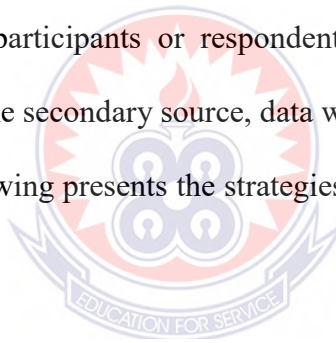 participants or respondent
e secondary source, data w
wing presents the strategies
EDUCATION FOR SERVICE